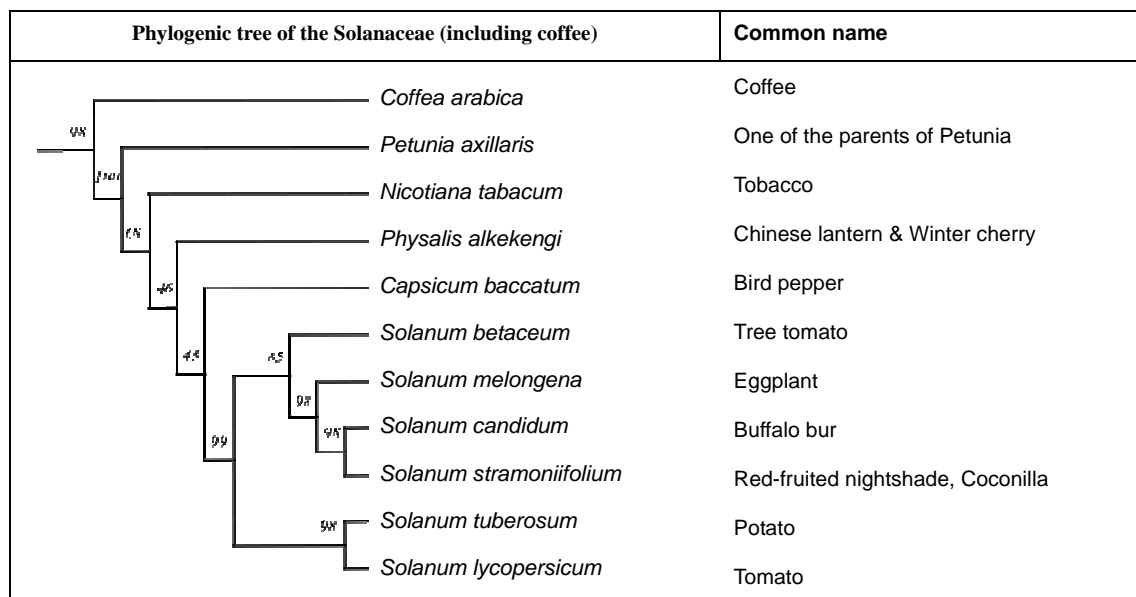 Phylogenic tree of the Solanaceae (including coffee) Common name
Coffea arabica Coffee
Petunia axillaris One of the parents of Petunia
Nicotiana tabacum Tobacco
Physalis alkekengi Chinese lantern & Winter cherry
Capsicum baccatum Bird pepper
Solanum betaceum Tree tomato
Solanum melongena Eggplant
Solanum candidum Buffalo bur
99
Solanum stramoniifolium Red-fruited nightshade, Coconilla
Solanum tuberosum Potato
Solanum lycopersicum Tomato